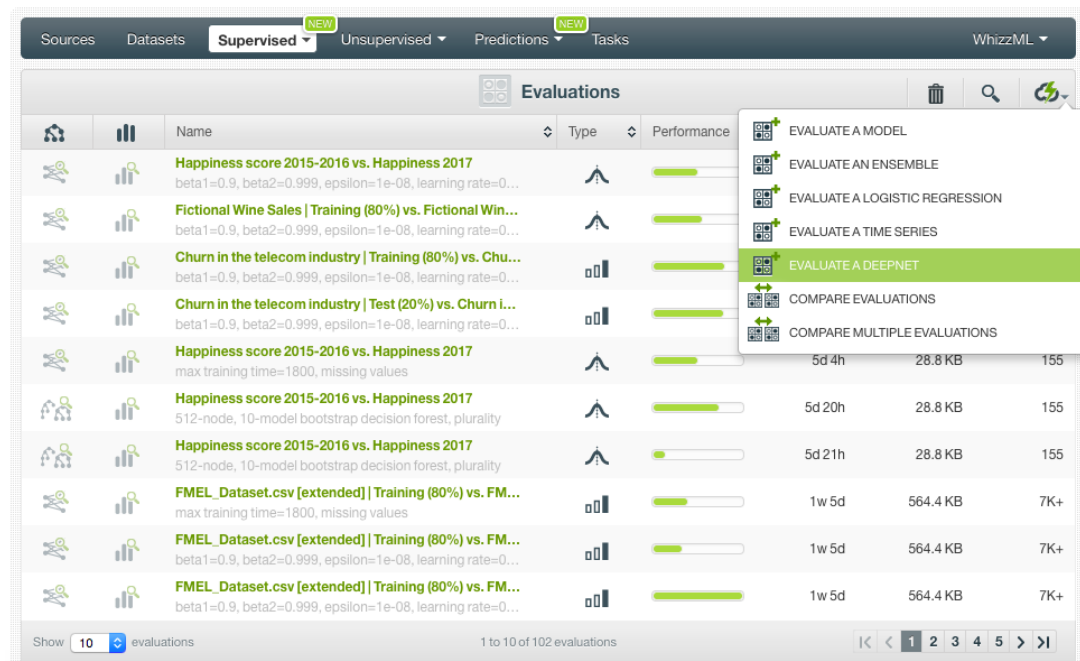 NEW NEW
Sources Datasets Supervised Unsupervised Predictions Tasks WhizzML
Evaluations
Name Type Performance
EVALUATE A MODEL
EVALUATE AN ENSEMBLE
EVALUATE A LOGISTIC REGRESSION
EVALUATE A TIME SERIES
EVALUATE A DEEPNET
COMPARE EVALUATIONS
COMPARE MULTIPLE EVALUATIONS
Happiness score 2015-2016 vs. Happiness 2017
beta1=0.9, beta2=0.999, epsilon=1e-08, learning rate=0...
Fictional Wine Sales | Training (80%) vs. Fictional Win...
beta1=0.9, beta2=0.999, epsilon=1e-08, learning rate=0...
Churn in the telecom industry | Training (80%) vs. Chu...
beta1=0.9, beta2=0.999, epsilon=1e-08, learning rate=0...
Churn in the telecom industry | Test (20%) vs. Churn i...
beta1=0.9, beta2=0.999, epsilon=1e-08, learning rate=0...
Happiness score 2015-2016 vs. Happiness 2017
max training time=1800, missing values
5d 4h 28.8 KB 155
Happiness score 2015-2016 vs. Happiness 2017
512-node, 10-model bootstrap decision forest, plurality
5d 20h 28.8 KB 155
Happiness score 2015-2016 vs. Happiness 2017
512-node, 10-model bootstrap decision forest, plurality
5d 21h 28.8 KB 155
FMEL_Dataset.csv [extended] | Training (80%) vs. FM...
max training time=1800, missing values
1w 5d 564.4 KB 7K+
FMEL_Dataset.csv [extended] | Training (80%) vs. FM...
beta1=0.9, beta2=0.999, epsilon=1e-08, learning rate=0...
1w 5d 564.4 KB 7K+
FMEL_Dataset.csv [extended] | Training (80%) vs. FM...
beta1=0.9, beta2=0.999, epsilon=1e-08, learning rate=0...
1w 5d 564.4 KB 7K+
Show 10 evaluations 1 to 10 of 102 evaluations 1 2 3 4 5